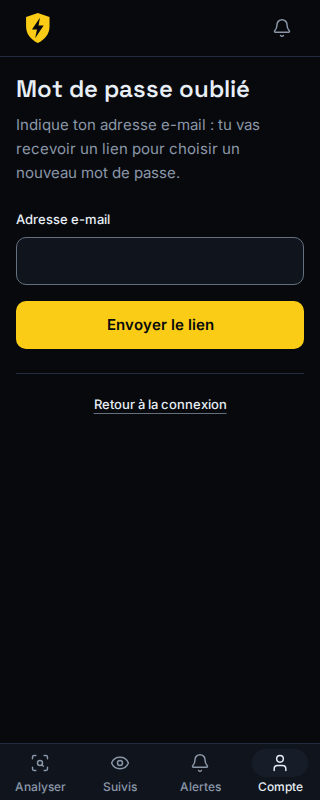 Mot de passe oublié
Indique ton adresse e-mail : tu vas
recevoir un lien pour choisir un
nouveau mot de passe.
Adresse e-mail
Envoyer le lien
Retour à la connexion
Analyser
Suivis
Alertes
Compte